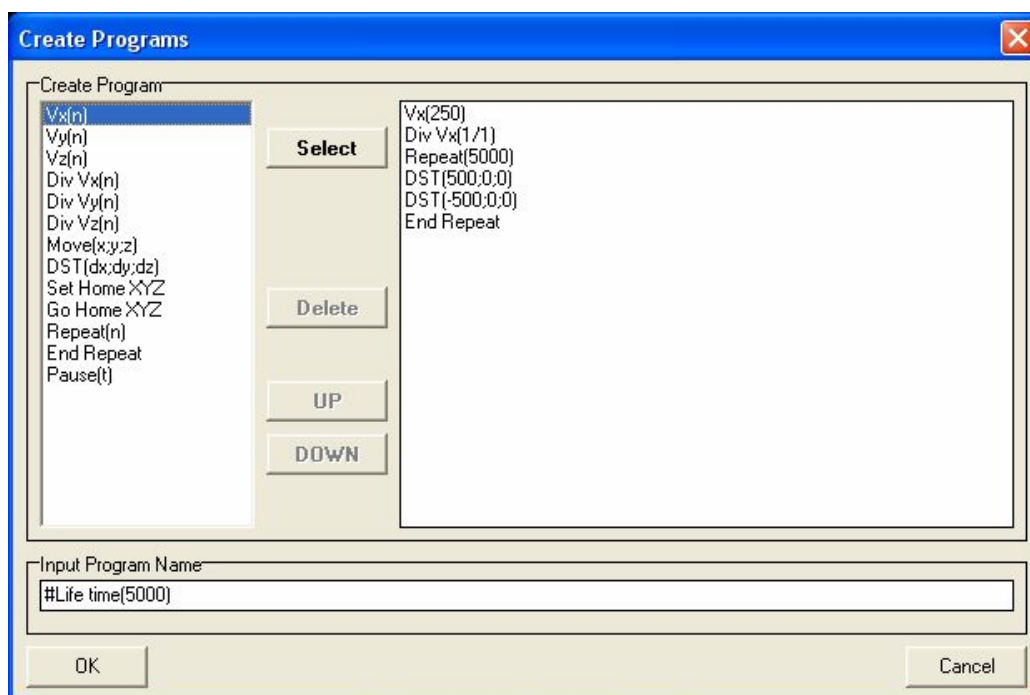 Create Programs
Create Program
Vx(n)
Vy(n)
Vz(n)
Div Vx(n)
Div Vy(n)
Div Vz(n)
Move(x;y;z)
DST(dx;dy;dz)
Set Home XYZ
Go Home XYZ
Repeat(n)
End Repeat
Pause(t)
Select
Delete
UP
DOWN
Vx(250)
Div Vx(1/1)
Repeat(5000)
DST(500;0;0)
DST(-500;0;0)
End Repeat
Input Program Name
#Life time(5000)
OK
Cancel